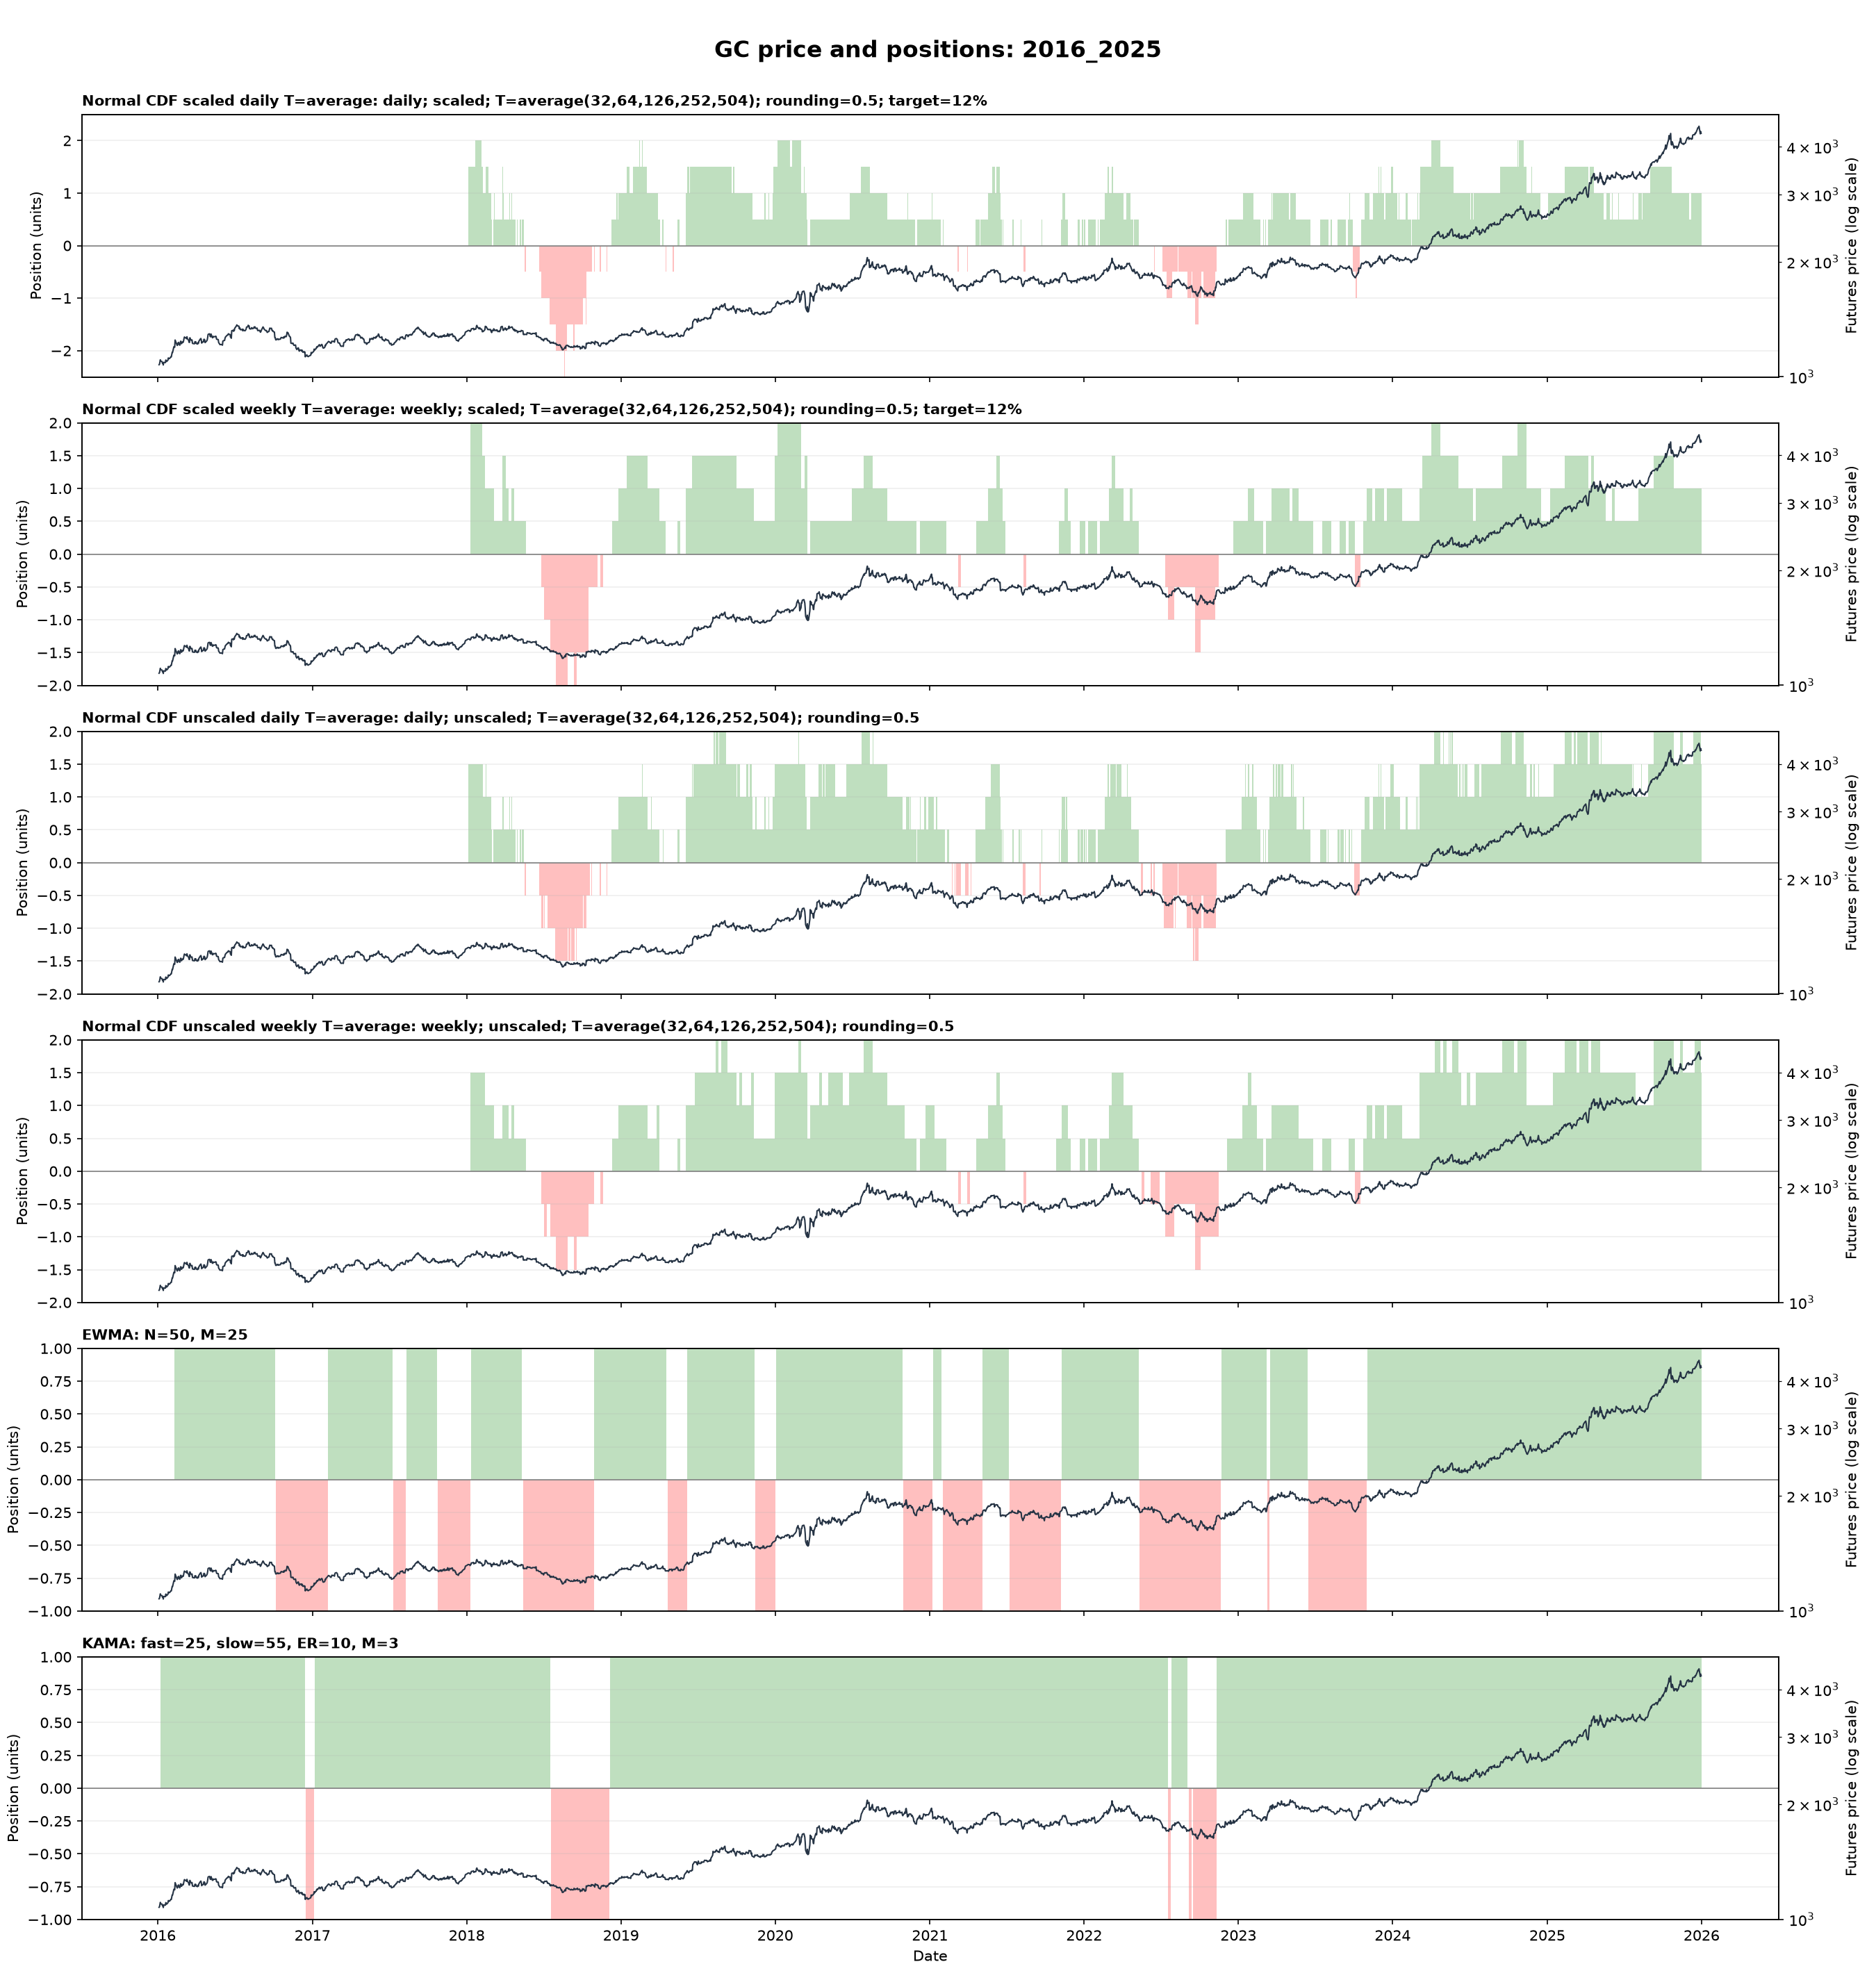 GC price and positions: 2016_2025
Normal CDF scaled daily T=average: daily; scaled; T=average(32,64,126,252,504); rounding=0.5; target=12%
Position (units)
2
1
0
−1
−2
4 × 10³
3 × 10³
2 × 10³
10³
Futures price (log scale)
Normal CDF scaled weekly T=average: weekly; scaled; T=average(32,64,126,252,504); rounding=0.5; target=12%
Position (units)
2.0
1.5
1.0
0.5
0.0
−0.5
−1.0
−1.5
−2.0
4 × 10³
3 × 10³
2 × 10³
10³
Futures price (log scale)
Normal CDF unscaled daily T=average: daily; unscaled; T=average(32,64,126,252,504); rounding=0.5
Position (units)
2.0
1.5
1.0
0.5
0.0
−0.5
−1.0
−1.5
−2.0
4 × 10³
3 × 10³
2 × 10³
10³
Futures price (log scale)
Normal CDF unscaled weekly T=average: weekly; unscaled; T=average(32,64,126,252,504); rounding=0.5
Position (units)
2.0
1.5
1.0
0.5
0.0
−0.5
−1.0
−1.5
−2.0
4 × 10³
3 × 10³
2 × 10³
10³
Futures price (log scale)
EWMA: N=50, M=25
Position (units)
1.00
0.75
0.50
0.25
0.00
−0.25
−0.50
−0.75
−1.00
4 × 10³
3 × 10³
2 × 10³
10³
Futures price (log scale)
KAMA: fast=25, slow=55, ER=10, M=3
Position (units)
1.00
0.75
0.50
0.25
0.00
−0.25
−0.50
−0.75
−1.00
4 × 10³
3 × 10³
2 × 10³
10³
Futures price (log scale)
2016 2017 2018 2019 2020 2021 2022 2023 2024 2025 2026
Date